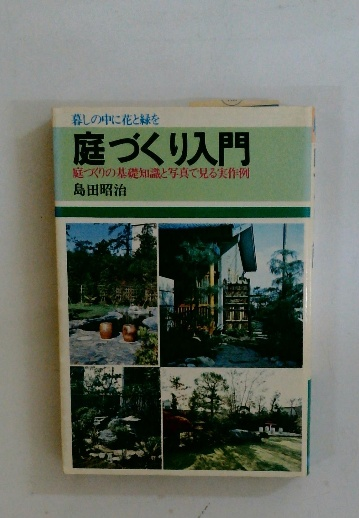 暮しの中に花と緑を
庭づくり入門
庭づくりの基礎知識と写真で見る実作例
島田昭治